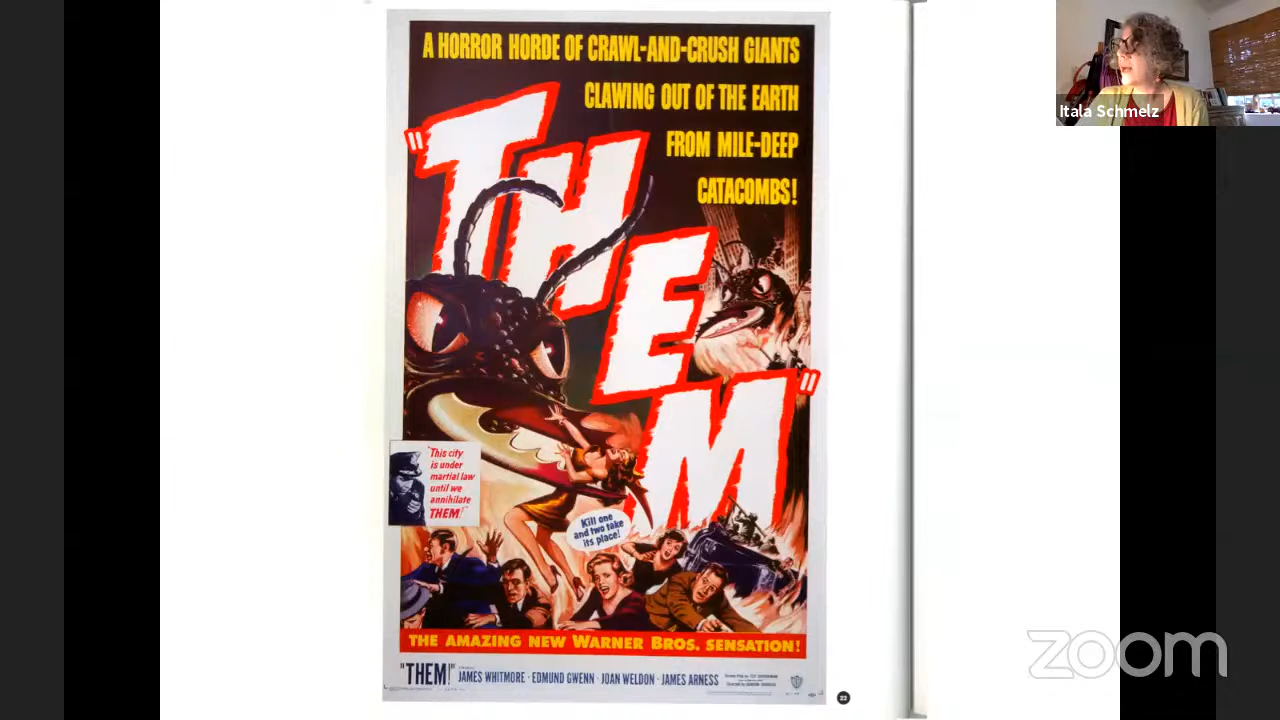 A HORROR HORDE OF CRAWL-AND-CRUSH GIANTS
CLAWING OUT OF THE EARTH
FROM MILE-DEEP
CATACOMBS!
"THEM"
"This city
is under
martial law
until we
annihilate
THEM!"
Kill one
and two take
its place!
THE AMAZING NEW WARNER BROS. SENSATION!
"THEM!" JAMES WHITMORE · EDMUND GWENN · JOAN WELDON · JAMES ARNESS
22
Itala Schmelz
zoom